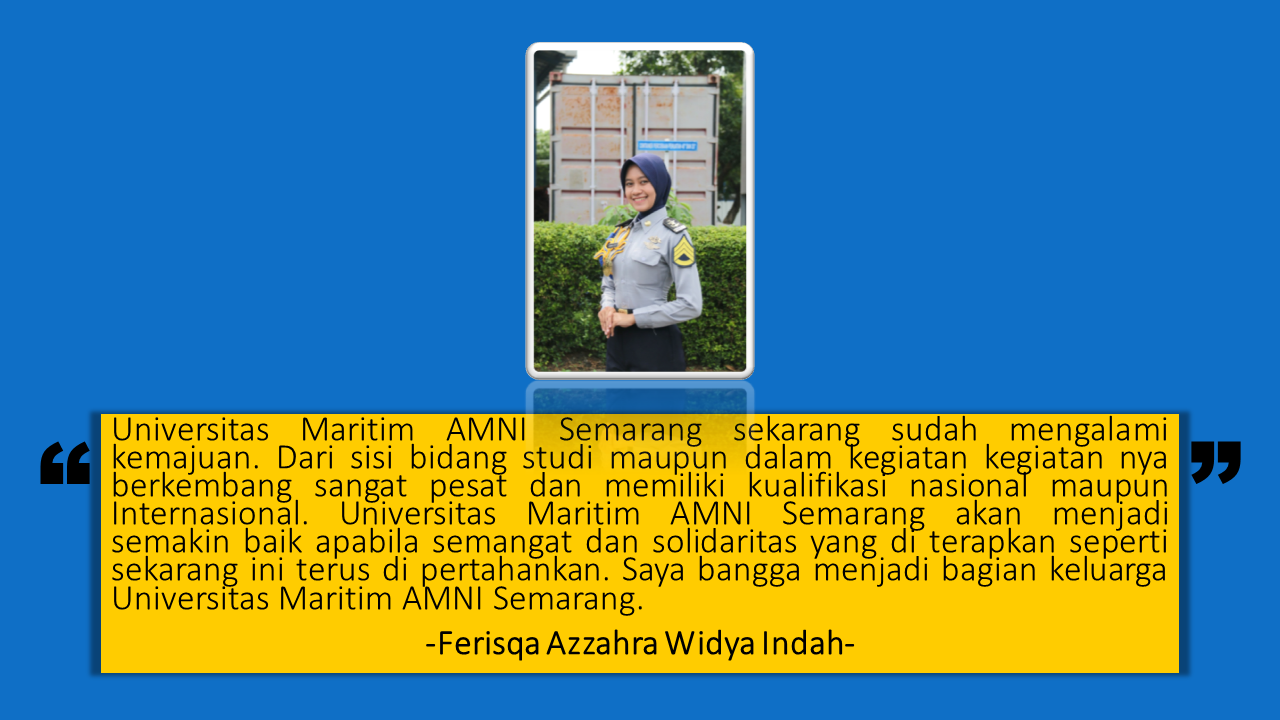 “
Universitas Maritim AMNI Semarang sekarang sudah mengalami
kemajuan. Dari sisi bidang studi maupun dalam kegiatan kegiatan nya
berkembang sangat pesat dan memiliki kualifikasi nasional maupun
Internasional. Universitas Maritim AMNI Semarang akan menjadi
semakin baik apabila semangat dan solidaritas yang di terapkan seperti
sekarang ini terus di pertahankan. Saya bangga menjadi bagian keluarga
Universitas Maritim AMNI Semarang.
”
-Ferisqa Azzahra Widya Indah-